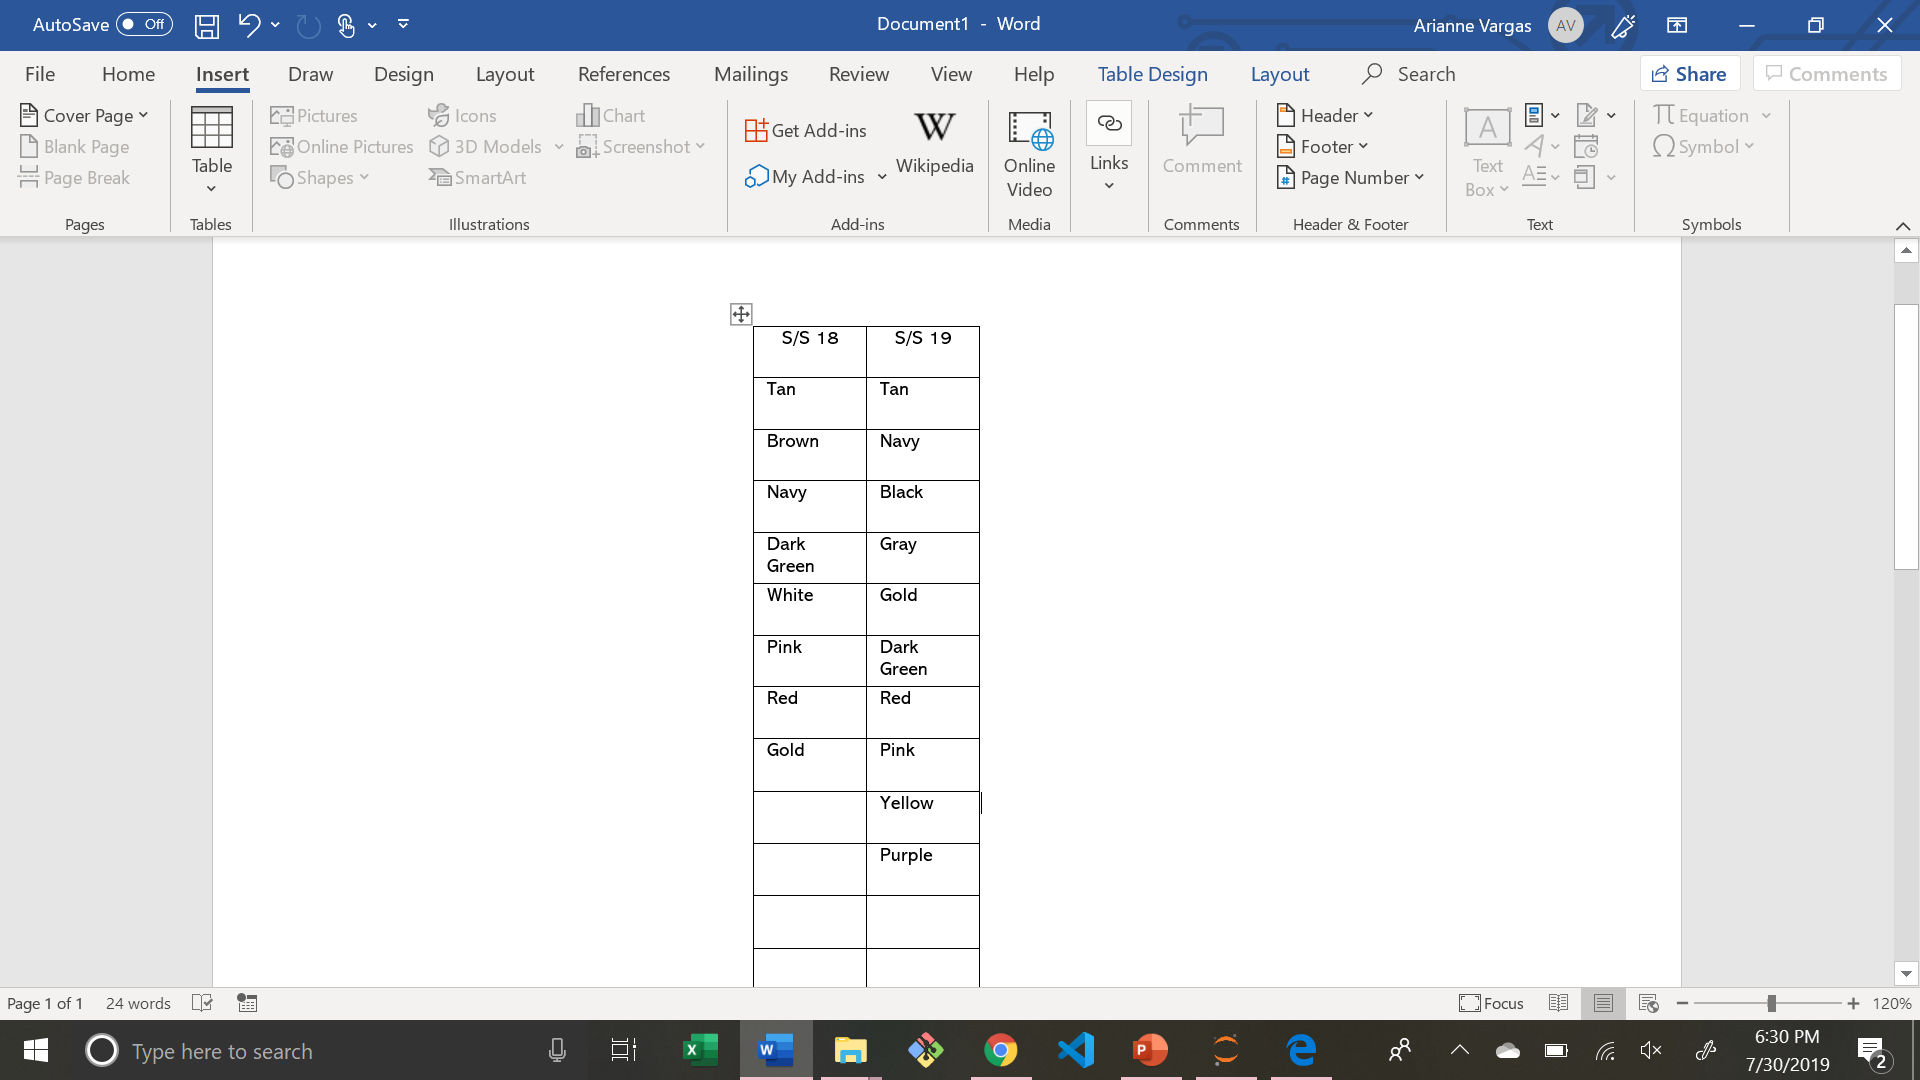 AutoSave Off Document1 - Word Arianne Vargas AV
File Home Insert Draw Design Layout References Mailings Review View Help Table Design Layout Search Share Comments
Cover Page
Blank Page
Page Break
Pages
Table
Tables
Pictures
Online Pictures
Shapes
Icons
3D Models
SmartArt
Chart
Screenshot
Illustrations
Get Add-ins
My Add-ins
W
Wikipedia
Add-ins
Online
Video
Media
Links
Comment
Comments
Header
Footer
Page Number
Header & Footer
A
Text
Box
Text
Equation
Symbol
Symbols
S/S 18 S/S 19
Tan Tan
Brown Navy
Navy Black
Dark
Green
Gray
White Gold
Pink
Dark
Green
Red Red
Gold Pink
Yellow
Purple
Page 1 of 1 24 words Focus 120%
Type here to search
6:30 PM
7/30/2019
2